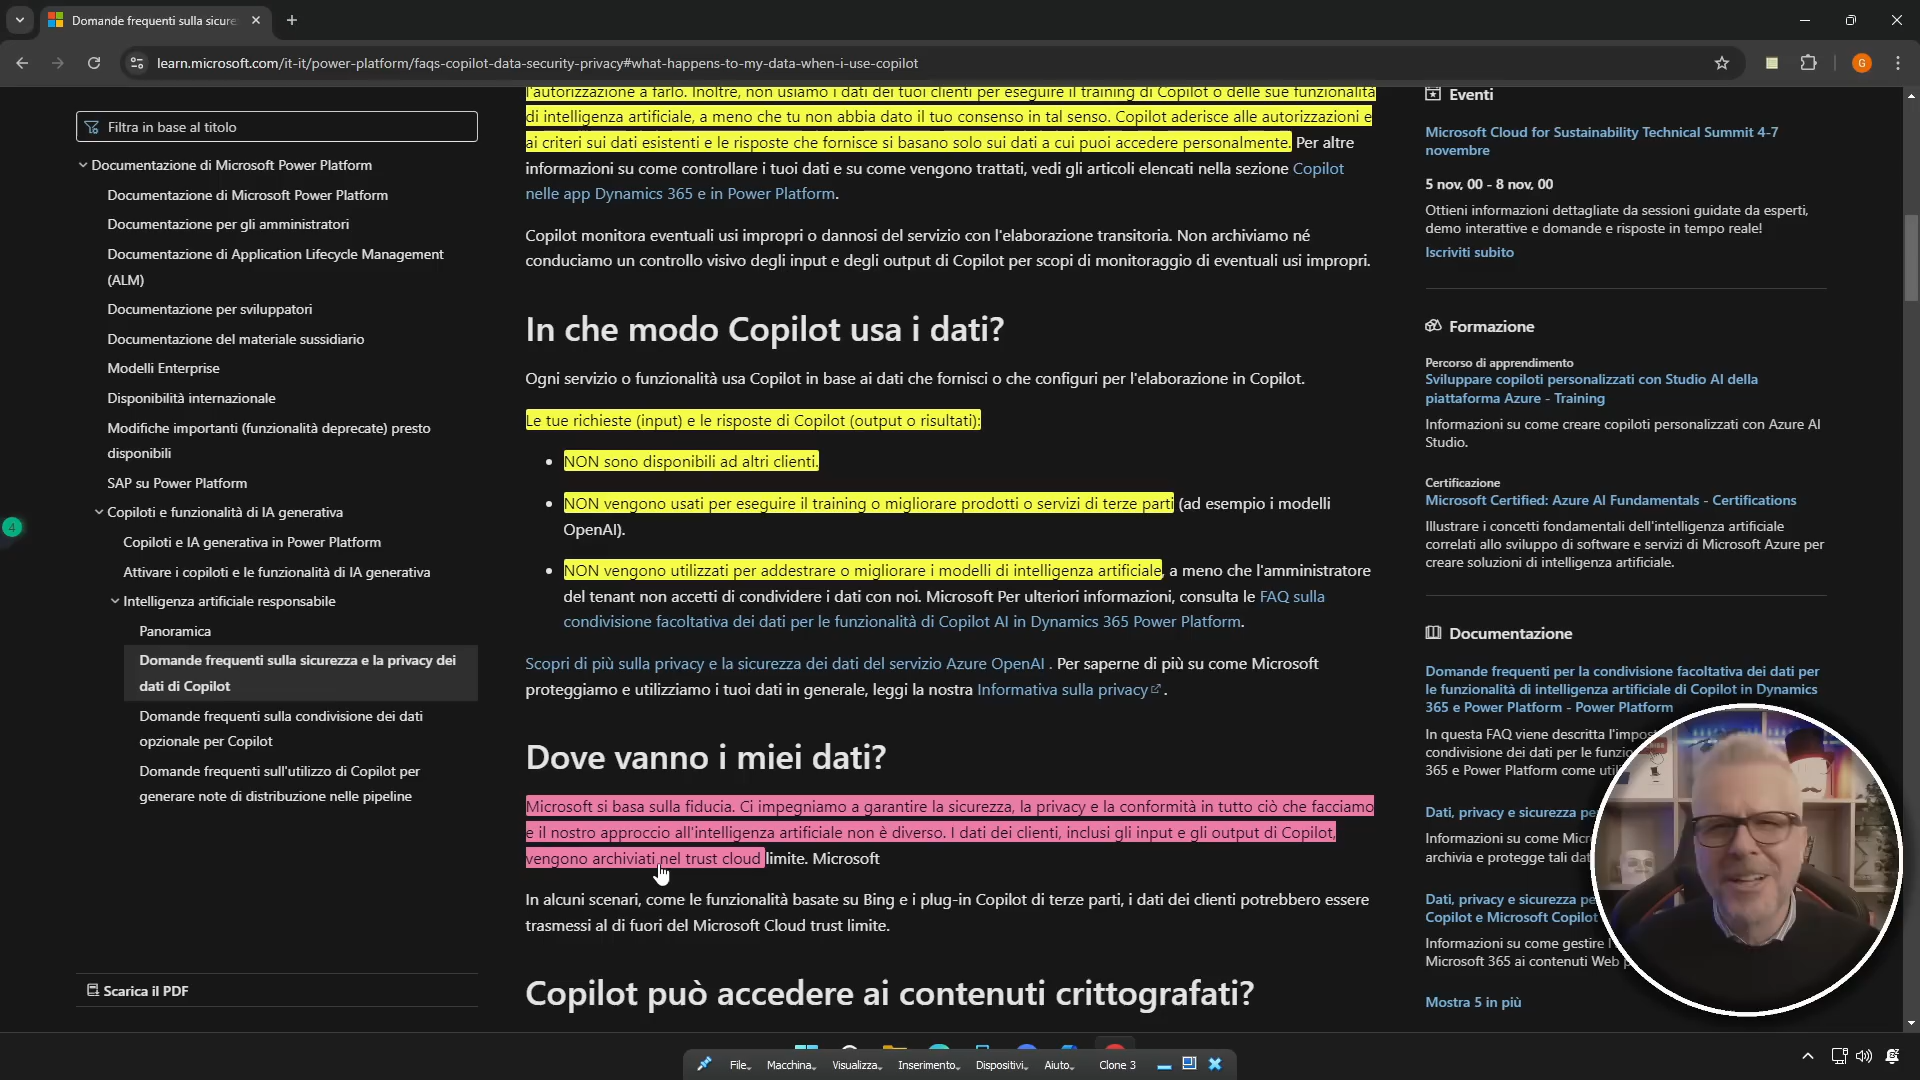 Domande frequenti sulla sicure
learn.microsoft.com/it-it/power-platform/faqs-copilot-data-security-privacy#what-happens-to-my-data-when-i-use-copilot
G
Filtra in base al titolo
Documentazione di Microsoft Power Platform
Documentazione di Microsoft Power Platform
Documentazione per gli amministratori
Documentazione di Application Lifecycle Management
(ALM)
Documentazione per sviluppatori
Documentazione del materiale sussidiario
Modelli Enterprise
Disponibilità internazionale
Modifiche importanti (funzionalità deprecate) presto
disponibili
SAP su Power Platform
Copiloti e funzionalità di IA generativa
Copiloti e IA generativa in Power Platform
Attivare i copiloti e le funzionalità di IA generativa
Intelligenza artificiale responsabile
Panoramica
Domande frequenti sulla sicurezza e la privacy dei
dati di Copilot
Domande frequenti sulla condivisione dei dati
opzionale per Copilot
Domande frequenti sull'utilizzo di Copilot per
generare note di distribuzione nelle pipeline
Scarica il PDF
4
l'autorizzazione a farlo. Inoltre, non usiamo i dati dei tuoi clienti per eseguire il training di Copilot o delle sue funzionalità
di intelligenza artificiale, a meno che tu non abbia dato il tuo consenso in tal senso. Copilot aderisce alle autorizzazioni e
ai criteri sui dati esistenti e le risposte che fornisce si basano solo sui dati a cui puoi accedere personalmente. Per altre
informazioni su come controllare i tuoi dati e su come vengono trattati, vedi gli articoli elencati nella sezione Copilot
nelle app Dynamics 365 e in Power Platform.
Copilot monitora eventuali usi impropri o dannosi del servizio con l'elaborazione transitoria. Non archiviamo né
conduciamo un controllo visivo degli input e degli output di Copilot per scopi di monitoraggio di eventuali usi impropri.
In che modo Copilot usa i dati?
Ogni servizio o funzionalità usa Copilot in base ai dati che fornisci o che configuri per l'elaborazione in Copilot.
Le tue richieste (input) e le risposte di Copilot (output o risultati):
• NON sono disponibili ad altri clienti.
• NON vengono usati per eseguire il training o migliorare prodotti o servizi di terze parti (ad esempio i modelli
OpenAI).
• NON vengono utilizzati per addestrare o migliorare i modelli di intelligenza artificiale, a meno che l'amministratore
del tenant non accetti di condividere i dati con noi. Microsoft Per ulteriori informazioni, consulta le FAQ sulla
condivisione facoltativa dei dati per le funzionalità di Copilot AI in Dynamics 365 Power Platform.
Scopri di più sulla privacy e la sicurezza dei dati del servizio Azure OpenAI . Per saperne di più su come Microsoft
proteggiamo e utilizziamo i tuoi dati in generale, leggi la nostra Informativa sulla privacy .
Dove vanno i miei dati?
Microsoft si basa sulla fiducia. Ci impegniamo a garantire la sicurezza, la privacy e la conformità in tutto ciò che facciamo
e il nostro approccio all'intelligenza artificiale non è diverso. I dati dei clienti, inclusi gli input e gli output di Copilot,
vengono archiviati nel trust cloud limite. Microsoft
In alcuni scenari, come le funzionalità basate su Bing e i plug-in Copilot di terze parti, i dati dei clienti potrebbero essere
trasmessi al di fuori del Microsoft Cloud trust limite.
Copilot può accedere ai contenuti crittografati?
Eventi
Microsoft Cloud for Sustainability Technical Summit 4-7
novembre
5 nov, 00 - 8 nov, 00
Ottieni informazioni dettagliate da sessioni guidate da esperti,
demo interattive e domande e risposte in tempo reale!
Iscriviti subito
Formazione
Percorso di apprendimento
Sviluppare copiloti personalizzati con Studio AI della
piattaforma Azure - Training
Informazioni su come creare copiloti personalizzati con Azure AI
Studio.
Certificazione
Microsoft Certified: Azure AI Fundamentals - Certifications
Illustrare i concetti fondamentali dell'intelligenza artificiale
correlati allo sviluppo di software e servizi di Microsoft Azure per
creare soluzioni di intelligenza artificiale.
Documentazione
Domande frequenti per la condivisione facoltativa dei dati per
le funzionalità di intelligenza artificiale di Copilot in Dynamics
365 e Power Platform - Power Platform
In questa FAQ viene descritta l'impost
condivisione dei dati per le funzio
365 e Power Platform come util
Dati, privacy e sicurezza pe
Informazioni su come Micr
archivia e protegge tali dat
Dati, privacy e sicurezza pe
Copilot e Microsoft Copilot
Informazioni su come gestire l'
Microsoft 365 ai contenuti Web p
Mostra 5 in più
File
Macchina
Visualizza
Inserimento
Dispositivi
Aiuto
Clone 3